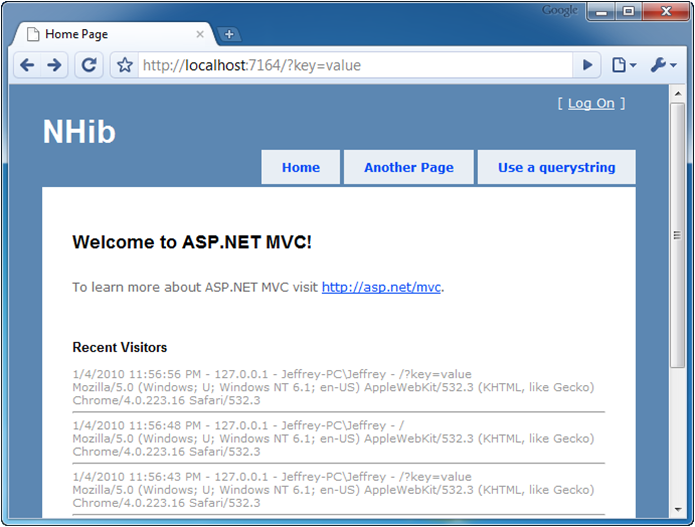 Google
Home Page
http://localhost:7164/?key=value
[ Log On ]
NHib
Home
Another Page
Use a querystring
Welcome to ASP.NET MVC!
To learn more about ASP.NET MVC visit http://asp.net/mvc.
Recent Visitors
1/4/2010 11:56:56 PM - 127.0.0.1 - Jeffrey-PC\Jeffrey - /?key=value
Mozilla/5.0 (Windows; U; Windows NT 6.1; en-US) AppleWebKit/532.3 (KHTML, like Gecko)
Chrome/4.0.223.16 Safari/532.3
1/4/2010 11:56:48 PM - 127.0.0.1 - Jeffrey-PC\Jeffrey - /
Mozilla/5.0 (Windows; U; Windows NT 6.1; en-US) AppleWebKit/532.3 (KHTML, like Gecko)
Chrome/4.0.223.16 Safari/532.3
1/4/2010 11:56:43 PM - 127.0.0.1 - Jeffrey-PC\Jeffrey - /?key=value
Mozilla/5.0 (Windows; U; Windows NT 6.1; en-US) AppleWebKit/532.3 (KHTML, like Gecko)
Chrome/4.0.223.16 Safari/532.3